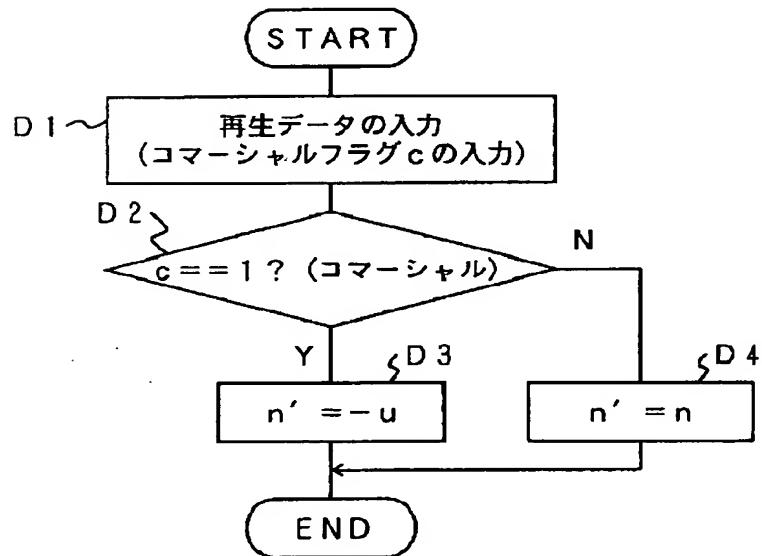 START
D1
再生データの入力
(コマーシャルフラグcの入力)
D2
c==1?(コマーシャル)
N
Y
D3
D4
n'=-u
n'=n
END